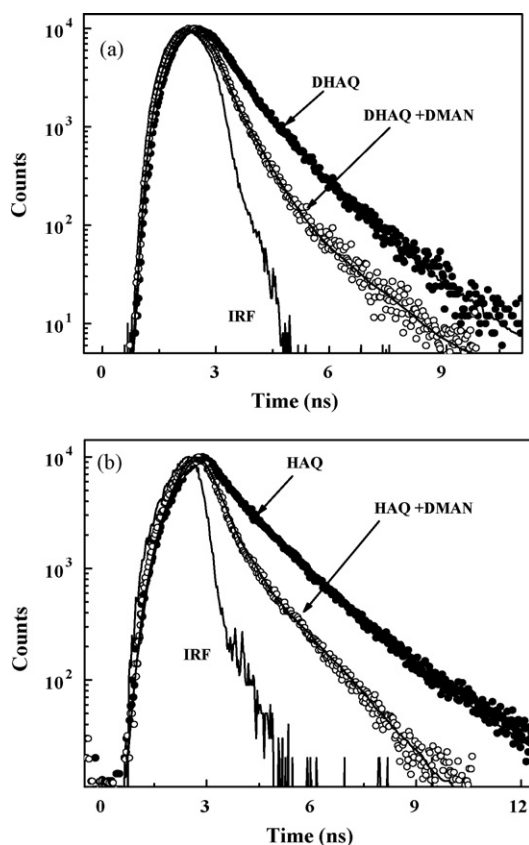 (a)
10⁴
10³
10²
10¹
Counts
DHAQ
DHAQ +DMAN
IRF
0 3 6 9
Time (ns)
(b)
10⁴
10³
10²
Counts
HAQ
HAQ +DMAN
IRF
0 3 6 9 12
Time (ns)